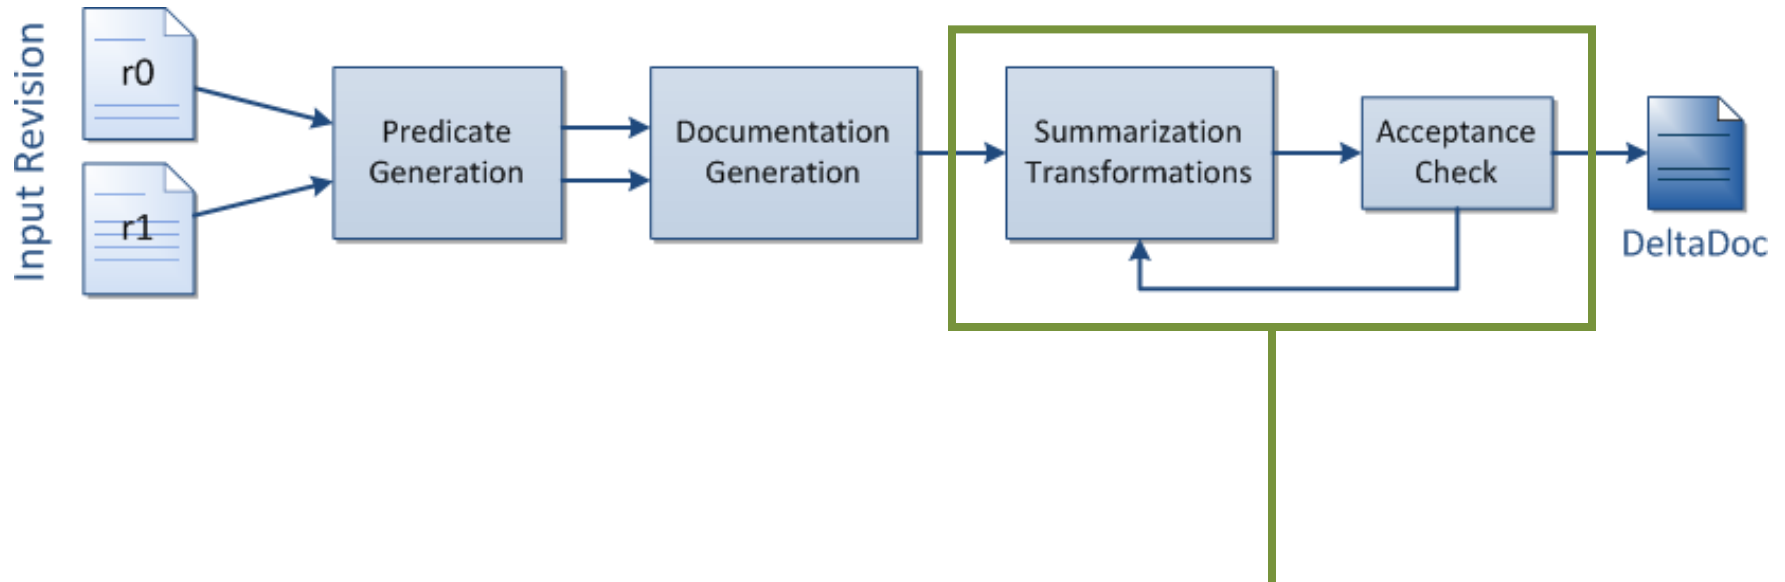 Input Revision
r0
r1
Predicate
Generation
Documentation
Generation
Summarization
Transformations
Acceptance
Check
DeltaDoc